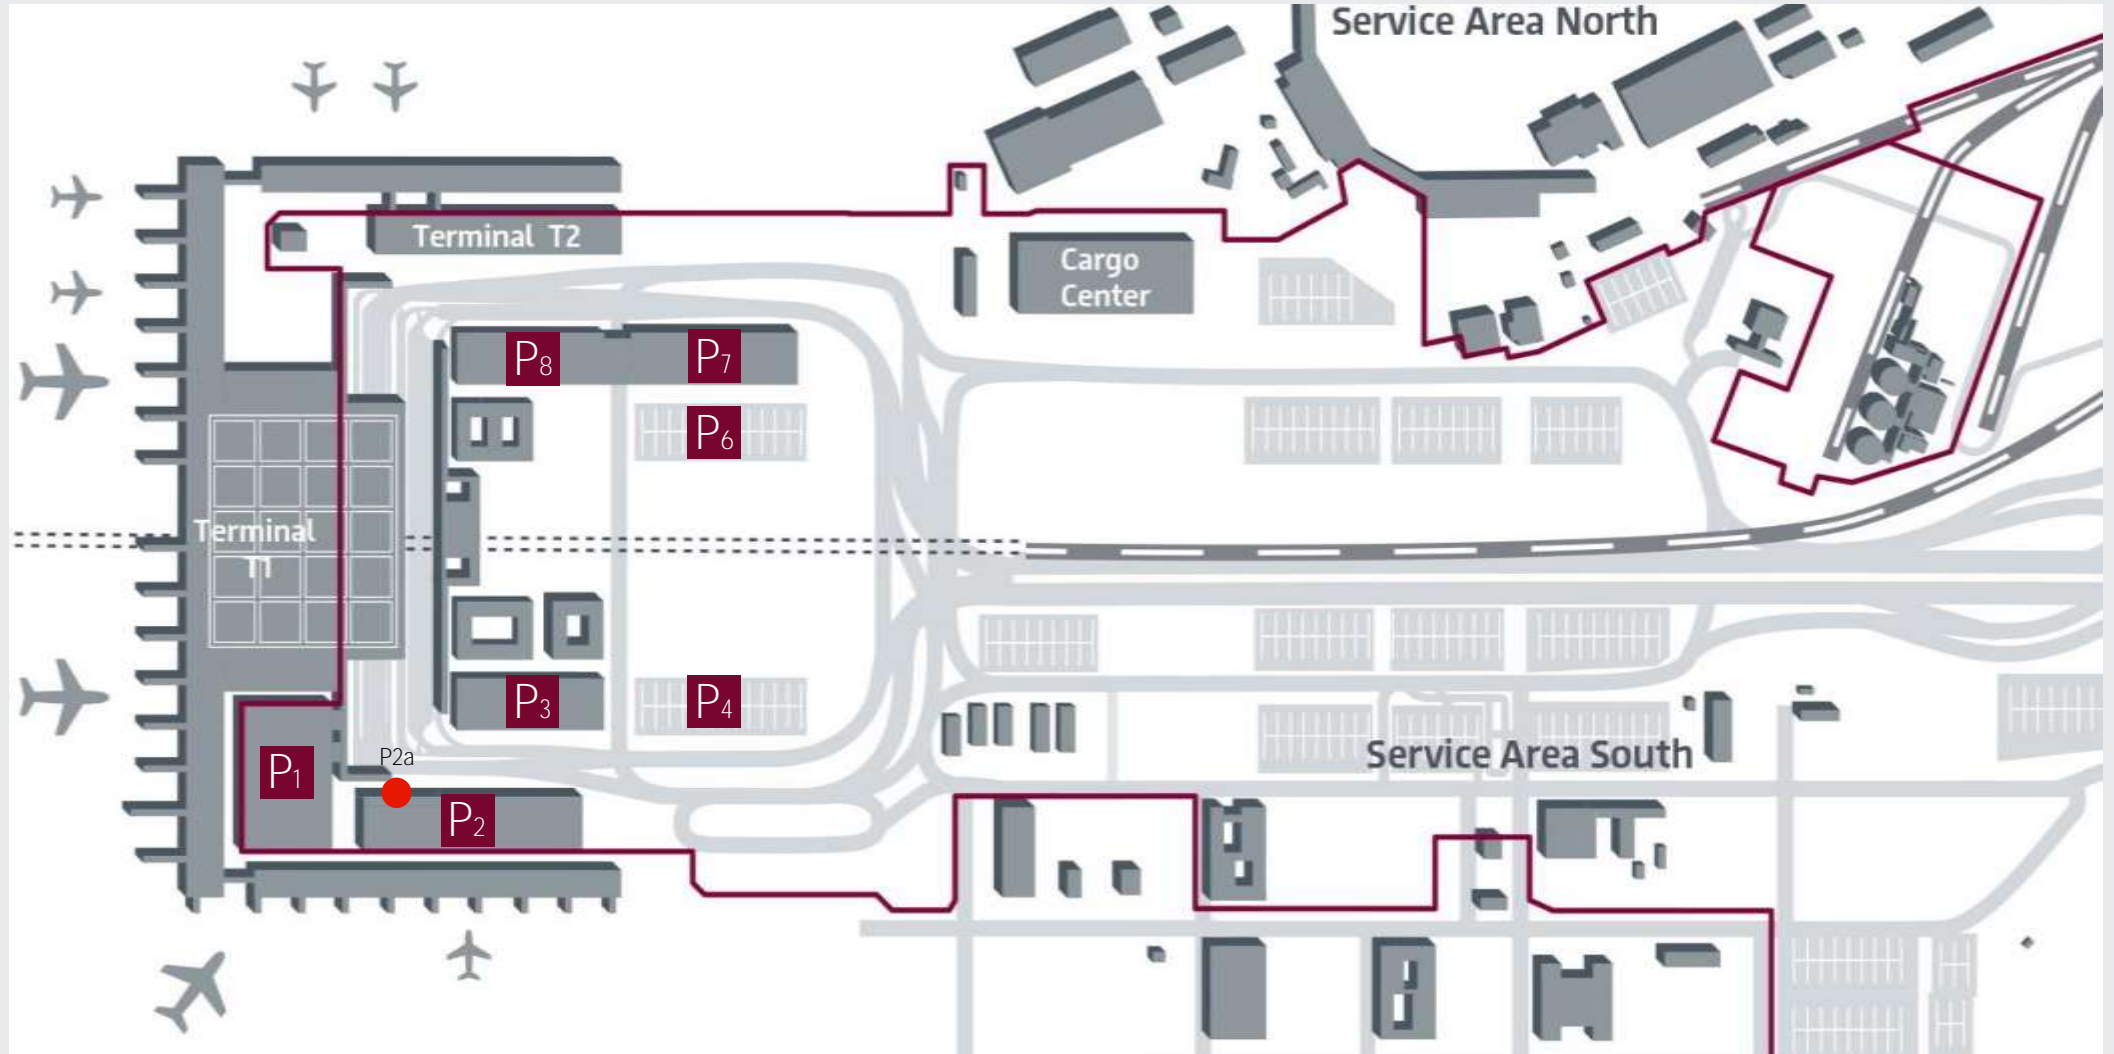 Service Area North
Terminal T2
Cargo
Center
P8
P7
P6
Terminal
T1
P3
P4
P2a
P1
P2
Service Area South